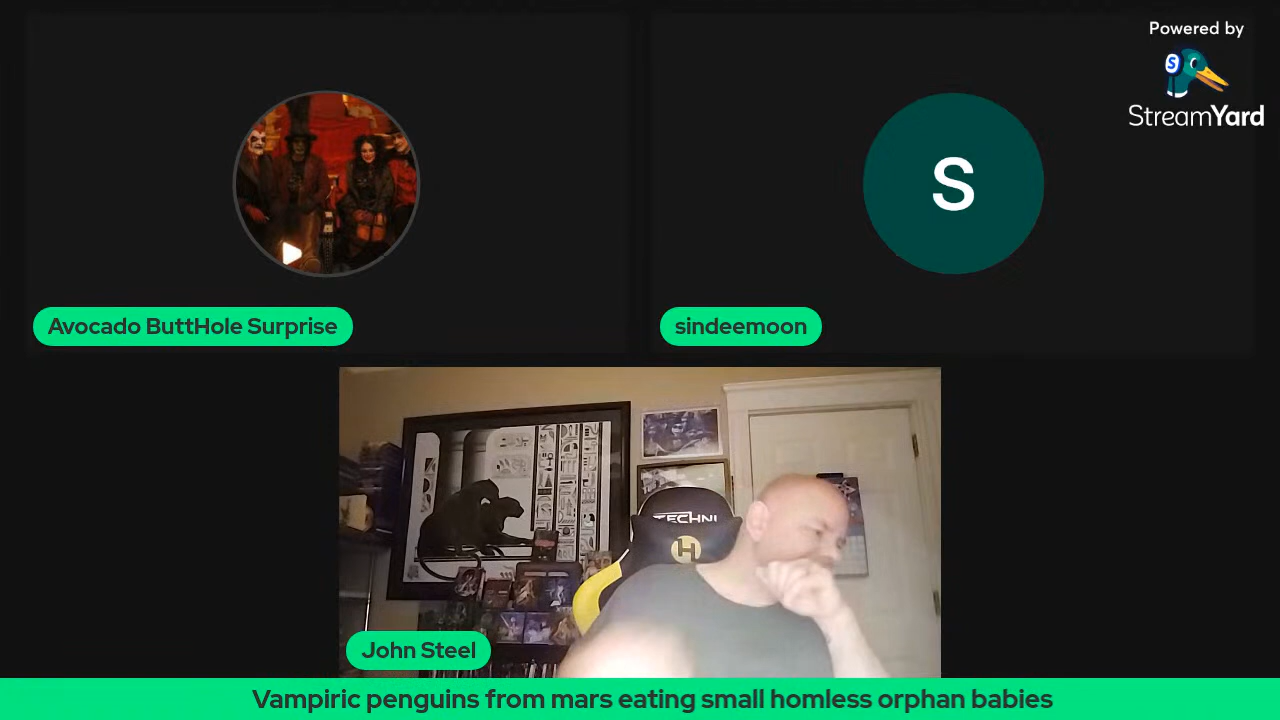 Powered by
S
StreamYard
S
Avocado ButtHole Surprise
sindeemoon
TECHNI
H
John Steel
Vampiric penguins from mars eating small homless orphan babies